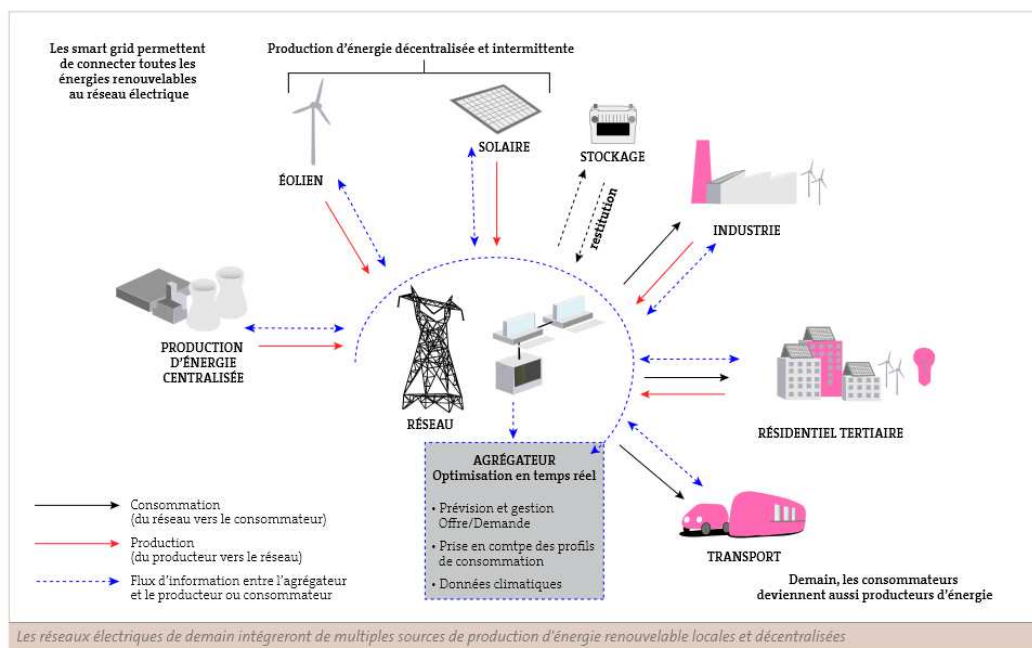 Les smart grid permettent
de connecter toutes les
énergies renouvelables
au réseau électrique
Production d'énergie décentralisée et intermittente
ÉOLIEN
SOLAIRE
STOCKAGE
restitution
INDUSTRIE
PRODUCTION
D'ÉNERGIE
CENTRALISÉE
RÉSEAU
RÉSIDENTIEL TERTIAIRE
AGRÉGATEUR
Optimisation en temps réel
• Prévision et gestion
Offre/Demande
• Prise en comtpe des profils
de consommation
• Données climatiques
TRANSPORT
Consommation
(du réseau vers le consommateur)
Production
(du producteur vers le réseau)
Flux d'information entre l'agrégateur
et le producteur ou consommateur
Demain, les consommateurs
deviennent aussi producteurs d'énergie
Les réseaux électriques de demain intégreront de multiples sources de production d'énergie renouvelable locales et décentralisées